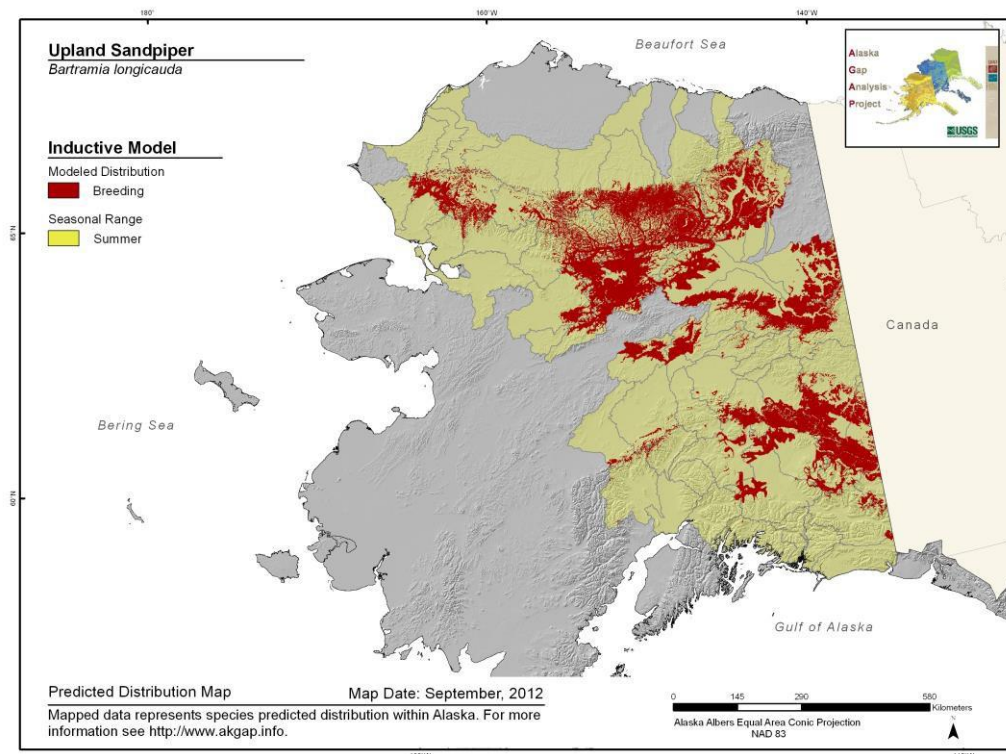 180°
160°
140°
Upland Sandpiper
Bartramia longicauda
Beaufort Sea
Alaska
Gap
Analysis
Project
USGS
Inductive Model
Modeled Distribution
Breeding
Seasonal Range
Summer
65°N
Canada
Bering Sea
60°N
Gulf of Alaska
Predicted Distribution Map
Map Date: September, 2012
Mapped data represents species predicted distribution within Alaska. For more
information see http://www.akgap.info.
0 145 290 580
Kilometers
Alaska Albers Equal Area Conic Projection
NAD 83
N